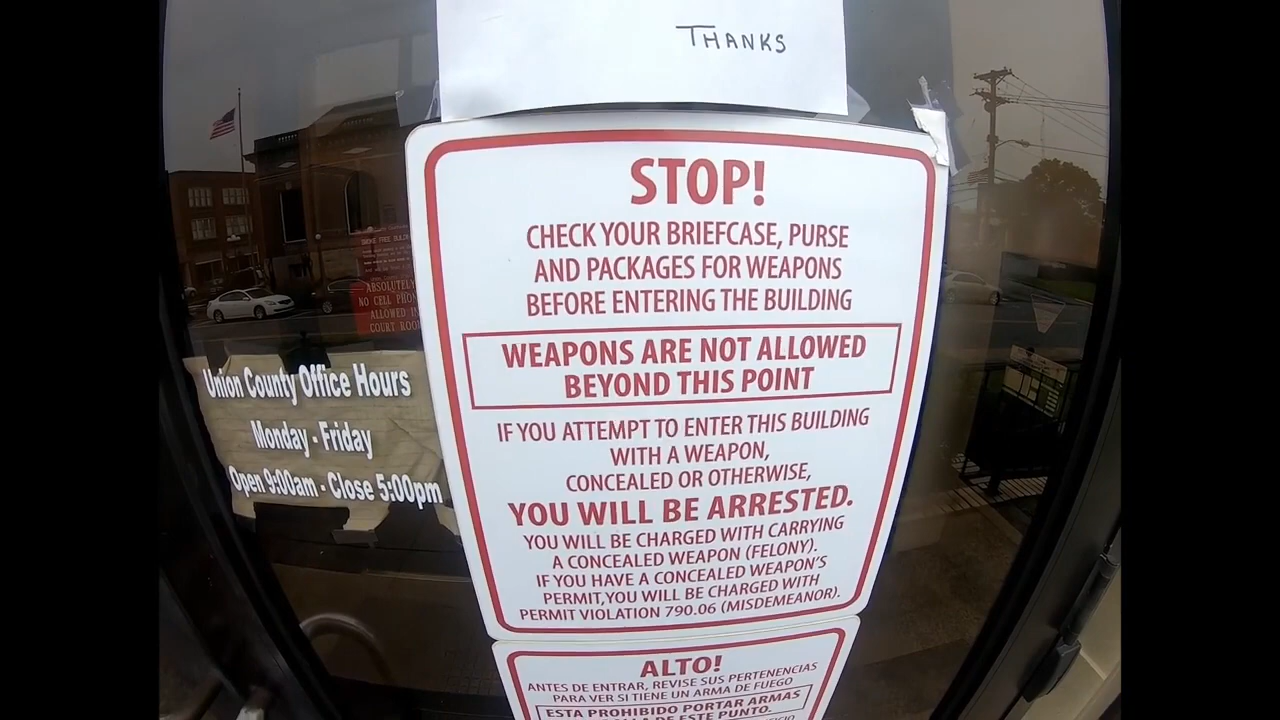 THANKS
STOP!
CHECK YOUR BRIEFCASE, PURSE
AND PACKAGES FOR WEAPONS
BEFORE ENTERING THE BUILDING
WEAPONS ARE NOT ALLOWED
BEYOND THIS POINT
IF YOU ATTEMPT TO ENTER THIS BUILDING
WITH A WEAPON,
CONCEALED OR OTHERWISE,
YOU WILL BE ARRESTED.
YOU WILL BE CHARGED WITH CARRYING
A CONCEALED WEAPON (FELONY).
IF YOU HAVE A CONCEALED WEAPON'S
PERMIT, YOU WILL BE CHARGED WITH
PERMIT VIOLATION 790.06 (MISDEMEANOR).
ALTO!
ANTES DE ENTRAR, REVISE SUS PERTENENCIAS
PARA VER SI TIENE UN ARMA DE FUEGO
ESTA PROHIBIDO PORTAR ARMAS
DE ESTE PUNTO.
SMOKE FREE
ABSOLUTELY
NO CELL
ALLOWED
COURT
Union County Office Hours
Monday - Friday
Open 9:00am - Close 5:00pm